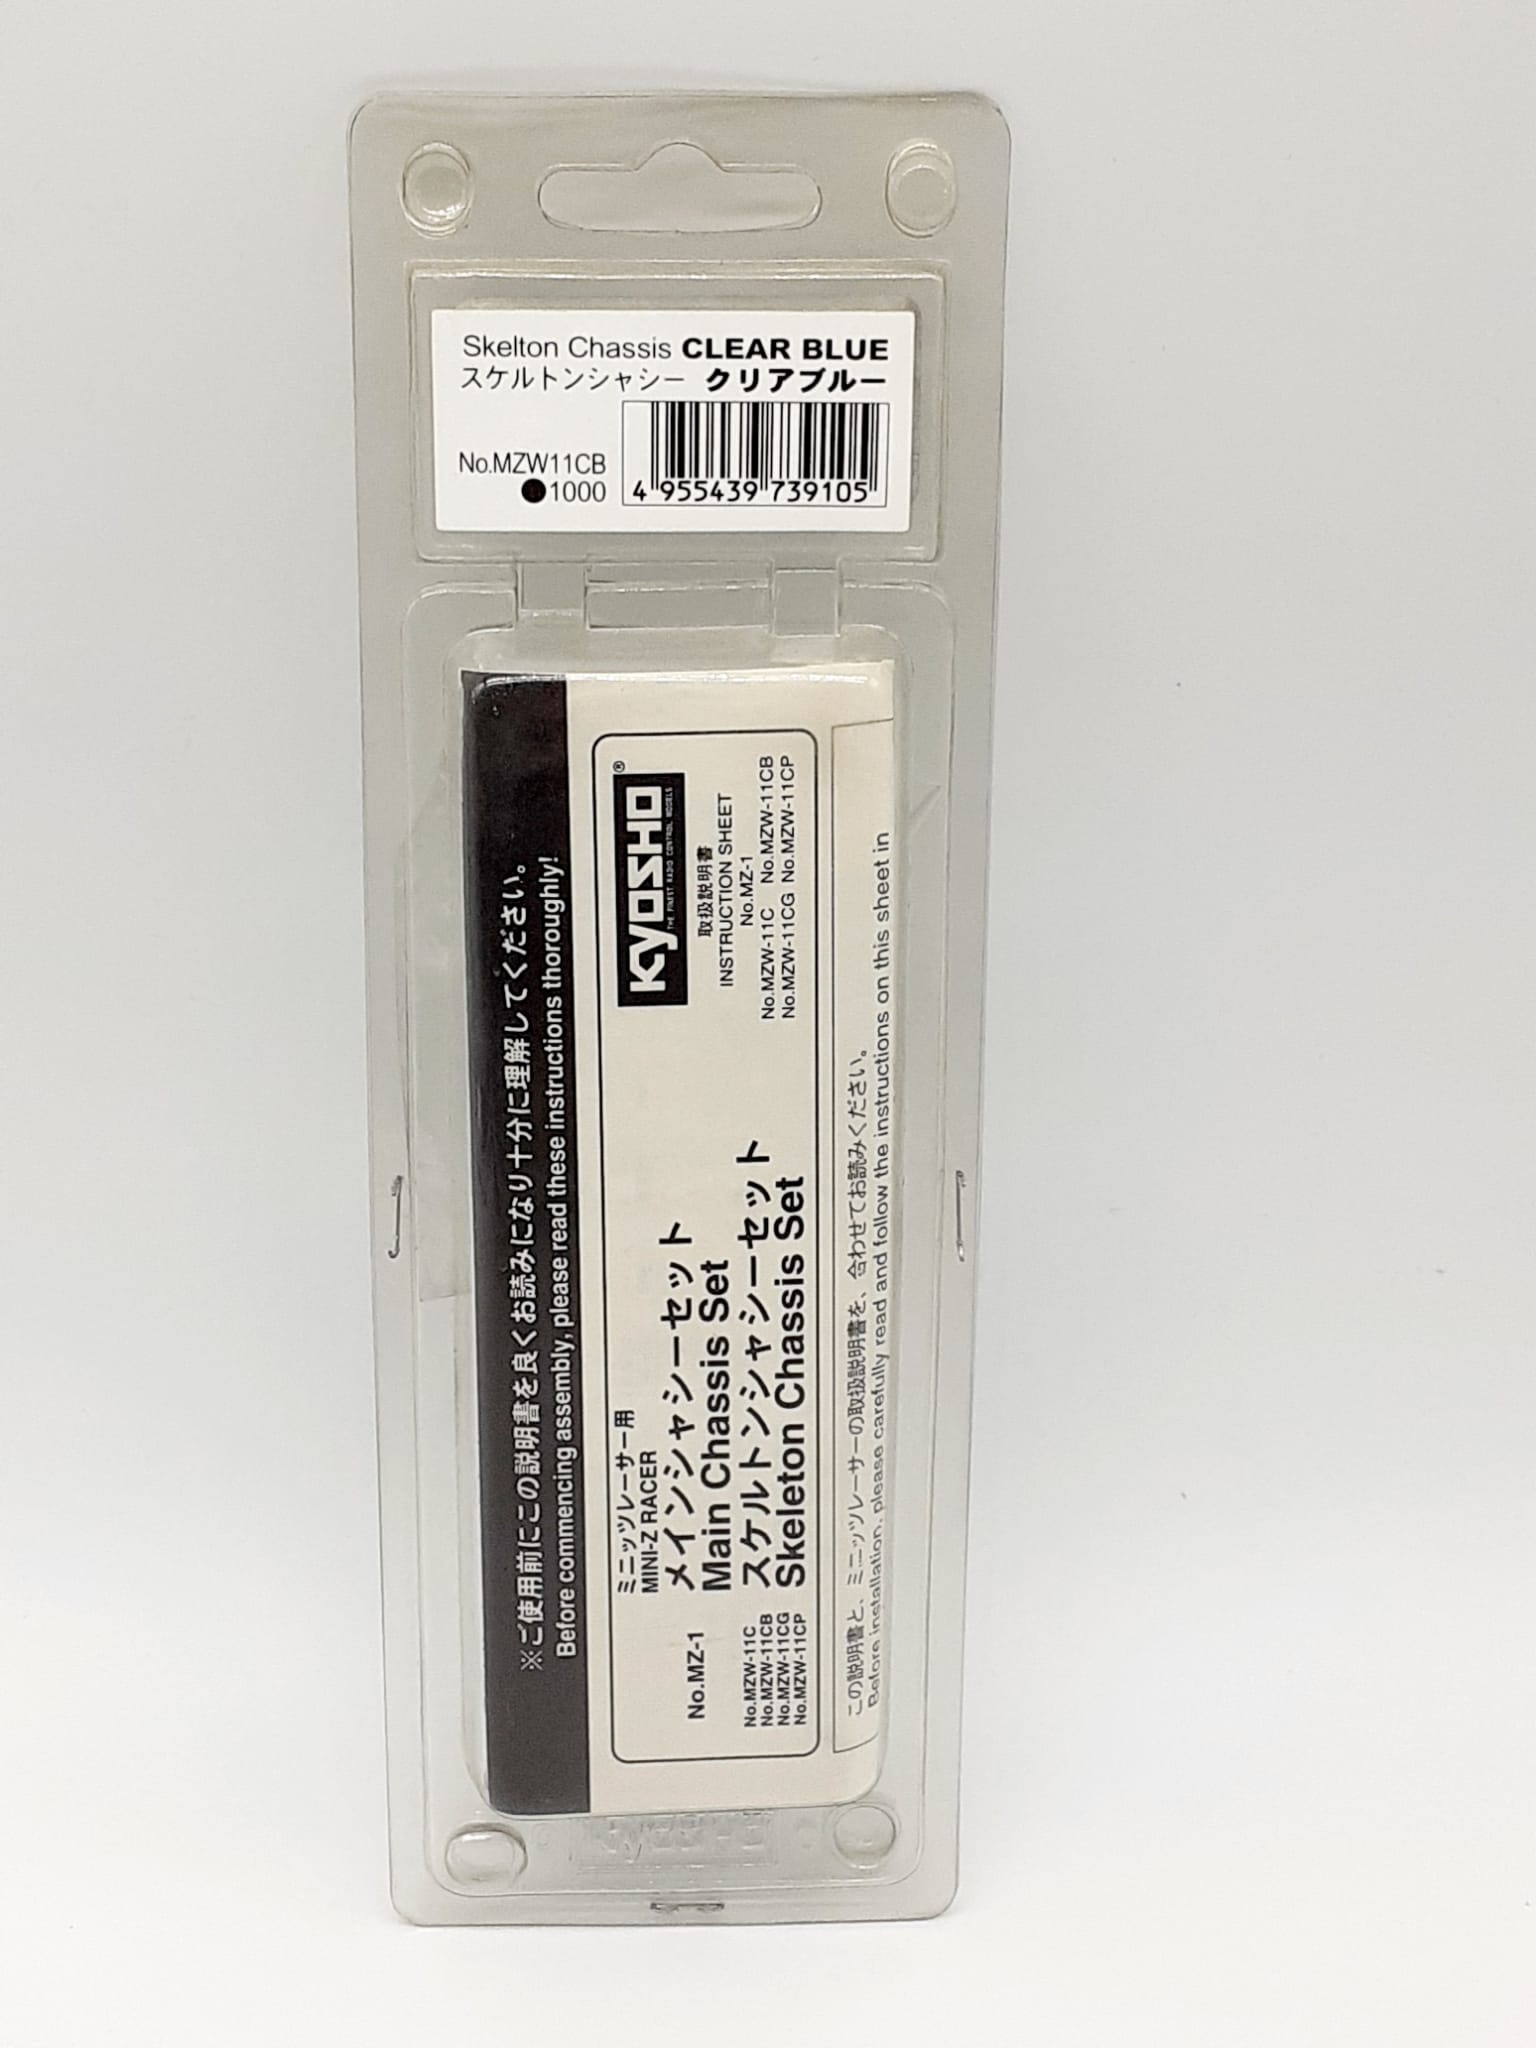 Skelton Chassis CLEAR BLUE
スケルトンシャシー クリアブルー
No.MZW11CB
●1000
4 955439 739105
※ご使用前にこの説明書を良くお読みになり十分に理解してください。
Before commencing assembly, please read these instructions thoroughly!
ミニッツレーサー用
MINI-Z RACER
No.MZ-1
メインシャシーセット
Main Chassis Set
No.MZW-11C
No.MZW-11CB
No.MZW-11CG
No.MZW-11CP
スケルトンシャシーセット
Skeleton Chassis Set
KYOSHO®
THE FINEST RADIO CONTROL MODELS
取扱説明書
INSTRUCTION SHEET
No.MZ-1
No.MZW-11C No.MZW-11CB
No.MZW-11CG No.MZW-11CP
この説明書と、ミニッツレーサーの取扱説明書を、合わせてお読みください。
Before installation, please carefully read and follow the instructions on this sheet in
KYOSHO